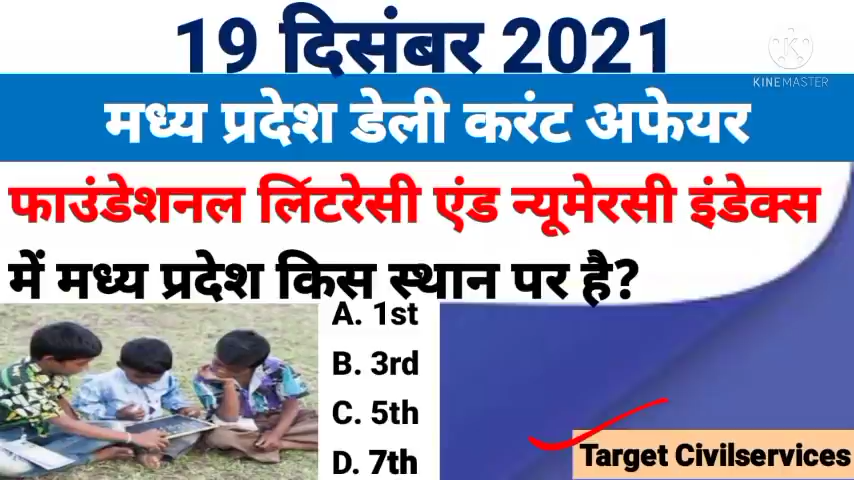 19 दिसंबर 2021
KINEMASTER
मध्य प्रदेश डेली करंट अफेयर
फाउंडेशनल लिटरेसी एंड न्यूमेरसी इंडेक्स
में मध्य प्रदेश किस स्थान पर है?
A. 1st
B. 3rd
C. 5th
D. 7th
Target Civilservices